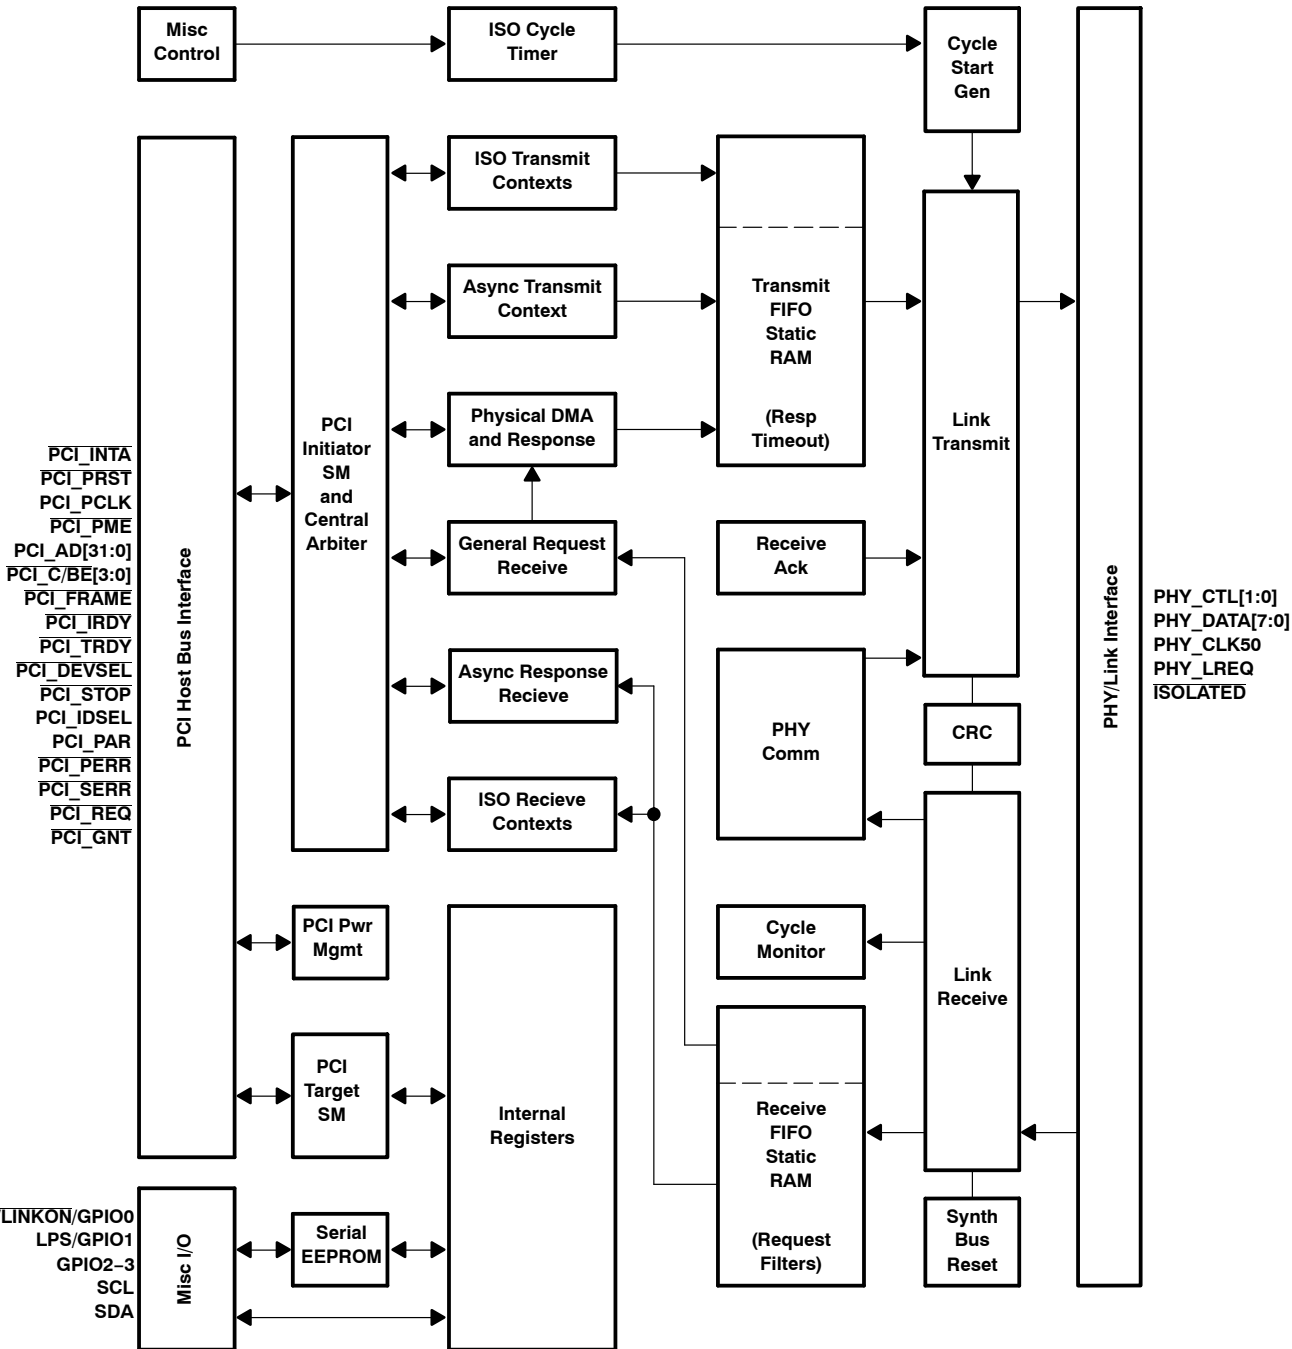 Misc
Control
ISO Cycle
Timer
Cycle
Start
Gen
ISO Transmit
Contexts
Async Transmit
Context
Transmit
FIFO
Static
RAM
(Resp
Timeout)
Physical DMA
and Response
PCI
Initiator
SM
and
Central
Arbiter
Link
Transmit
PCI_INTA
PCI_PRST
PCI_PCLK
PCI_PME
PCI_AD[31:0]
PCI_C/BE[3:0]
PCI_FRAME
PCI_IRDY
PCI_TRDY
PCI_DEVSEL
PCI_STOP
PCI_IDSEL
PCI_PAR
PCI_PERR
PCI_SERR
PCI_REQ
PCI_GNT
PCI Host Bus Interface
General Request
Receive
Receive
Ack
Async Response
Recieve
PHY
Comm
CRC
ISO Recieve
Contexts
PHY/Link Interface
PHY_CTL[1:0]
PHY_DATA[7:0]
PHY_CLK50
PHY_LREQ
ISOLATED
PCI Pwr
Mgmt
Cycle
Monitor
Link
Receive
PCI
Target
SM
Internal
Registers
Receive
FIFO
Static
RAM
(Request
Filters)
/LINKON/GPIO0
LPS/GPIO1
GPIO2–3
SCL
SDA
Misc I/O
Serial
EEPROM
Synth
Bus
Reset